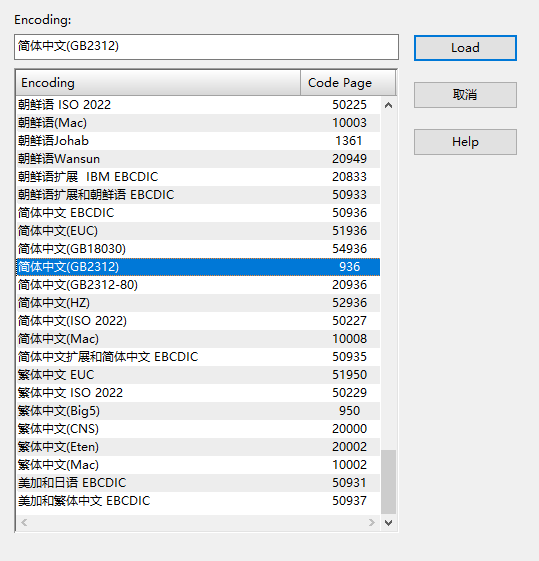 Encoding:
简体中文(GB2312)
Load
Encoding Code Page
取消
朝鲜语 ISO 2022 50225
朝鲜语(Mac) 10003
Help
朝鲜语Johab 1361
朝鲜语Wansun 20949
朝鲜语扩展 IBM EBCDIC 20833
朝鲜语扩展和朝鲜语 EBCDIC 50933
简体中文 EBCDIC 50936
简体中文(EUC) 51936
简体中文(GB18030) 54936
简体中文(GB2312) 936
简体中文(GB2312-80) 20936
简体中文(HZ) 52936
简体中文(ISO 2022) 50227
简体中文(Mac) 10008
简体中文扩展和简体中文 EBCDIC 50935
繁体中文 EUC 51950
繁体中文 ISO 2022 50229
繁体中文(Big5) 950
繁体中文(CNS) 20000
繁体中文(Eten) 20002
繁体中文(Mac) 10002
美加和日语 EBCDIC 50931
美加和繁体中文 EBCDIC 50937